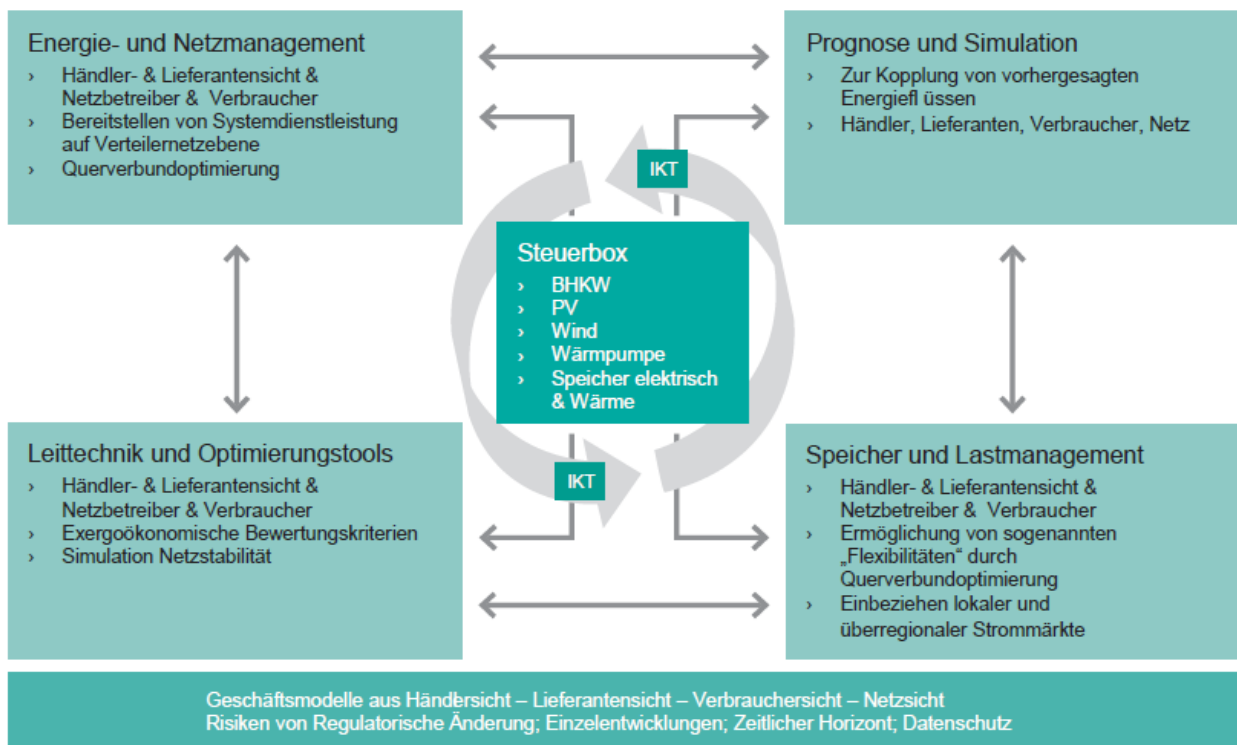 Energie- und Netzmanagement
› Händler- & Lieferantensicht &
Netzbetreiber & Verbraucher
› Bereitstellen von Systemdienstleistung
auf Verteilernetzebene
› Querverbundoptimierung
Prognose und Simulation
› Zur Kopplung von vorhergesagten
Energiefl üssen
› Händler, Lieferanten, Verbraucher, Netz
IKT
Steuerbox
› BHKW
› PV
› Wind
› Wärmpumpe
› Speicher elektrisch
& Wärme
IKT
Leittechnik und Optimierungstools
› Händler- & Lieferantensicht &
Netzbetreiber & Verbraucher
› Exergoökonomische Bewertungskriterien
› Simulation Netzstabilität
Speicher und Lastmanagement
› Händler- & Lieferantensicht &
Netzbetreiber & Verbraucher
› Ermöglichung von sogenannten
„Flexibilitäten“ durch
Querverbundoptimierung
› Einbeziehen lokaler und
überregionaler Strommärkte
Geschäftsmodelle aus Händlersicht – Lieferantensicht – Verbrauchersicht – Netzsicht
Risiken von Regulatorische Änderung; Einzelentwicklungen; Zeitlicher Horizont; Datenschutz